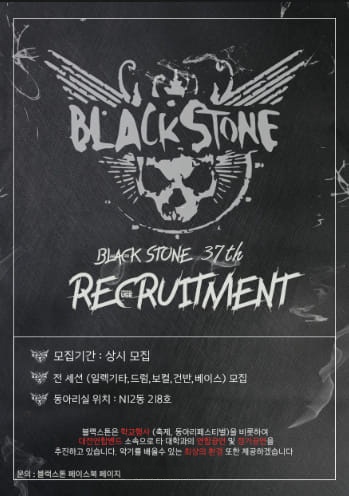 BLACKSTONE
BLACK STONE 37th
RECRUITMENT
모집기간 : 상시 모집
전 세션 (일렉기타,드럼,보컬,건반,베이스) 모집
동아리실 위치 : N12동 218호
블랙스톤은 학교행사 (축제, 동아리페스티벌)을 비롯하여
대전연합밴드 소속으로 타 대학과의 연합공연 및 정기공연을
추진하고 있습니다. 악기를 배울수 있는 최상의 환경 또한 제공하겠습니다
문의 : 블랙스톤 페이스북 페이지